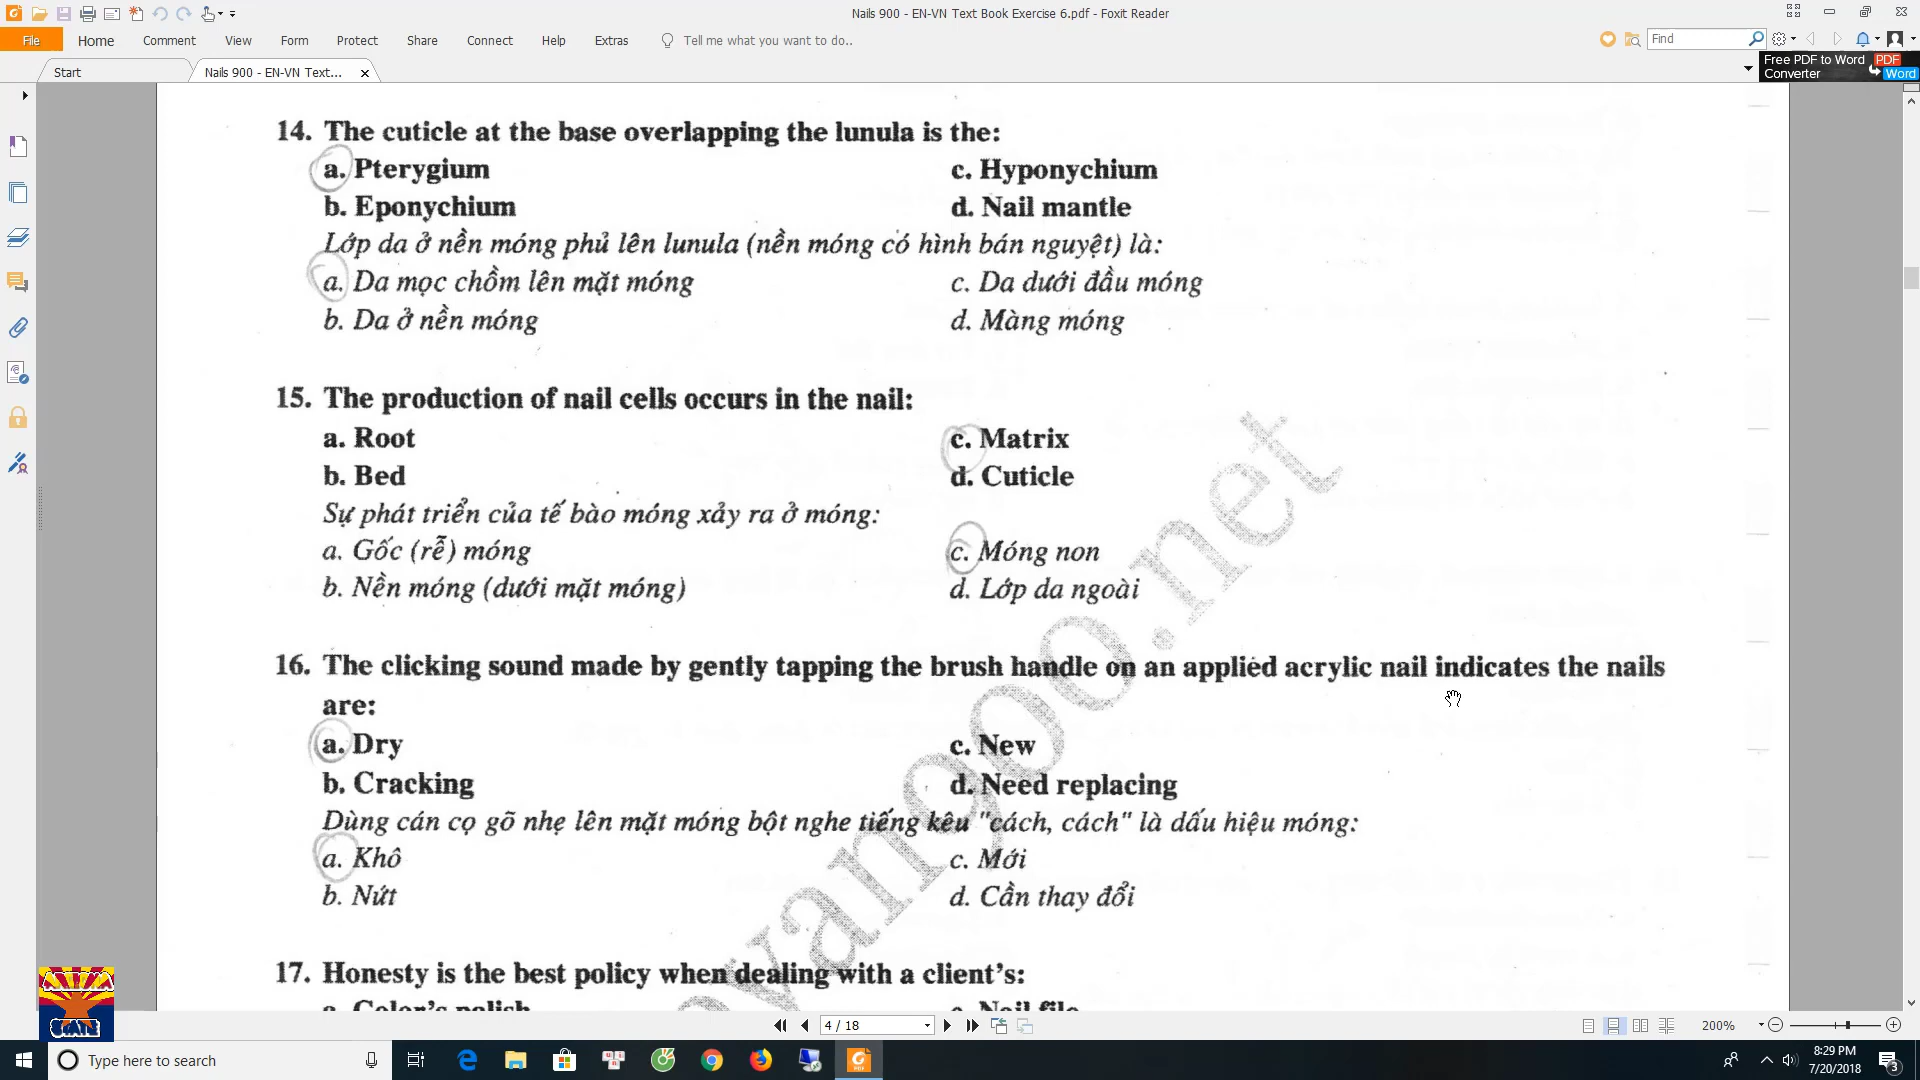 Nails 900 - EN-VN Text Book Exercise 6.pdf - Foxit Reader
File Home Comment View Form Protect Share Connect Help Extras Tell me what you want to do.. Find
Start Nails 900 - EN-VN Text... Free PDF to Word PDF
Converter Word
14. The cuticle at the base overlapping the lunula is the:
a. Pterygium c. Hyponychium
b. Eponychium d. Nail mantle
Lớp da ở nền móng phủ lên lunula (nền móng có hình bán nguyệt) là:
a. Da mọc chồm lên mặt móng c. Da dưới đầu móng
b. Da ở nền móng d. Màng móng
15. The production of nail cells occurs in the nail:
a. Root c. Matrix
b. Bed d. Cuticle
Sự phát triển của tế bào móng xảy ra ở móng:
a. Gốc (rễ) móng c. Móng non
b. Nền móng (dưới mặt móng) d. Lớp da ngoài
16. The clicking sound made by gently tapping the brush handle on an applied acrylic nail indicates the nails
are:
a. Dry c. New
b. Cracking d. Need replacing
Dùng cán cọ gõ nhẹ lên mặt móng bột nghe tiếng kêu "cách, cách" là dấu hiệu móng:
a. Khô c. Mới
b. Nứt d. Cần thay đổi
17. Honesty is the best policy when dealing with a client's:
a. Color's polish c. Nail file
ARIZONA
STATE
4 / 18 200%
Type here to search
8:29 PM
7/20/2018
3